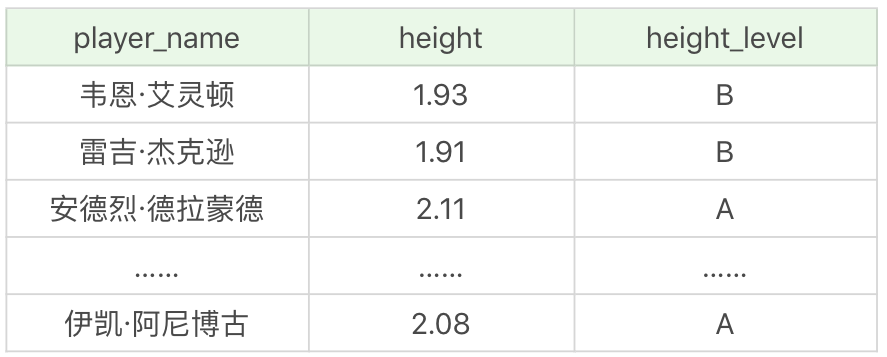 player_name height height_level
韦恩·艾灵顿 1.93 B
雷吉·杰克逊 1.91 B
安德烈·德拉蒙德 2.11 A
…… …… ……
伊凯·阿尼博古 2.08 A